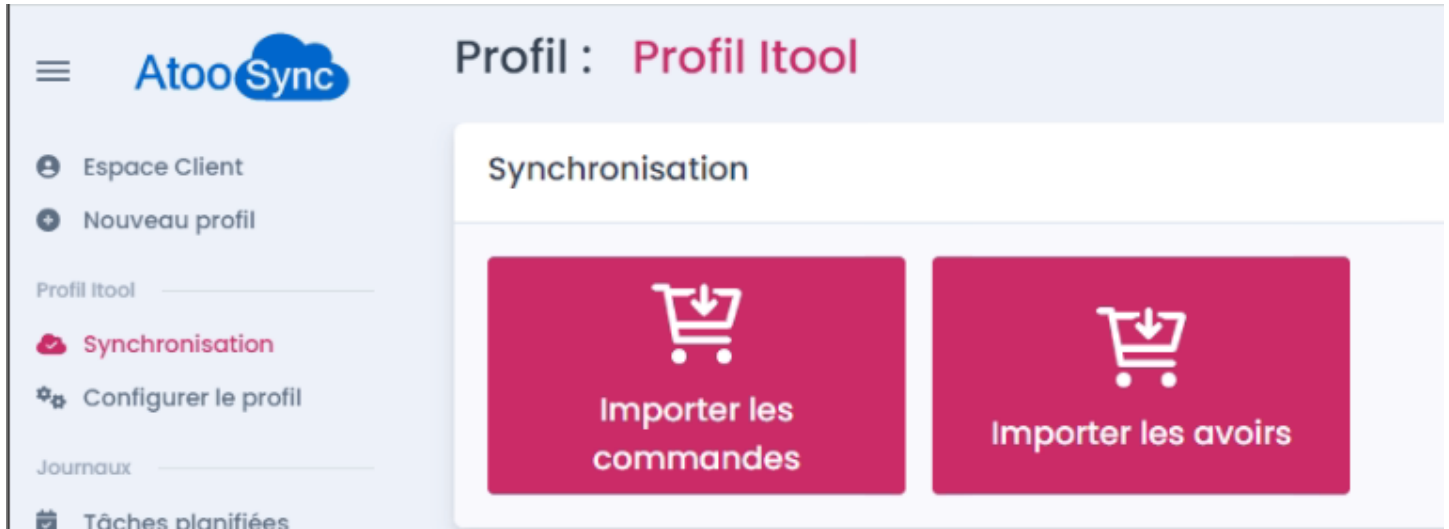 AtooSync
Profil : Profil Itool
Espace Client
Nouveau profil
Profil Itool
Synchronisation
Configurer le profil
Journaux
Tâches planifiées
Synchronisation
Importer les
commandes
Importer les avoirs